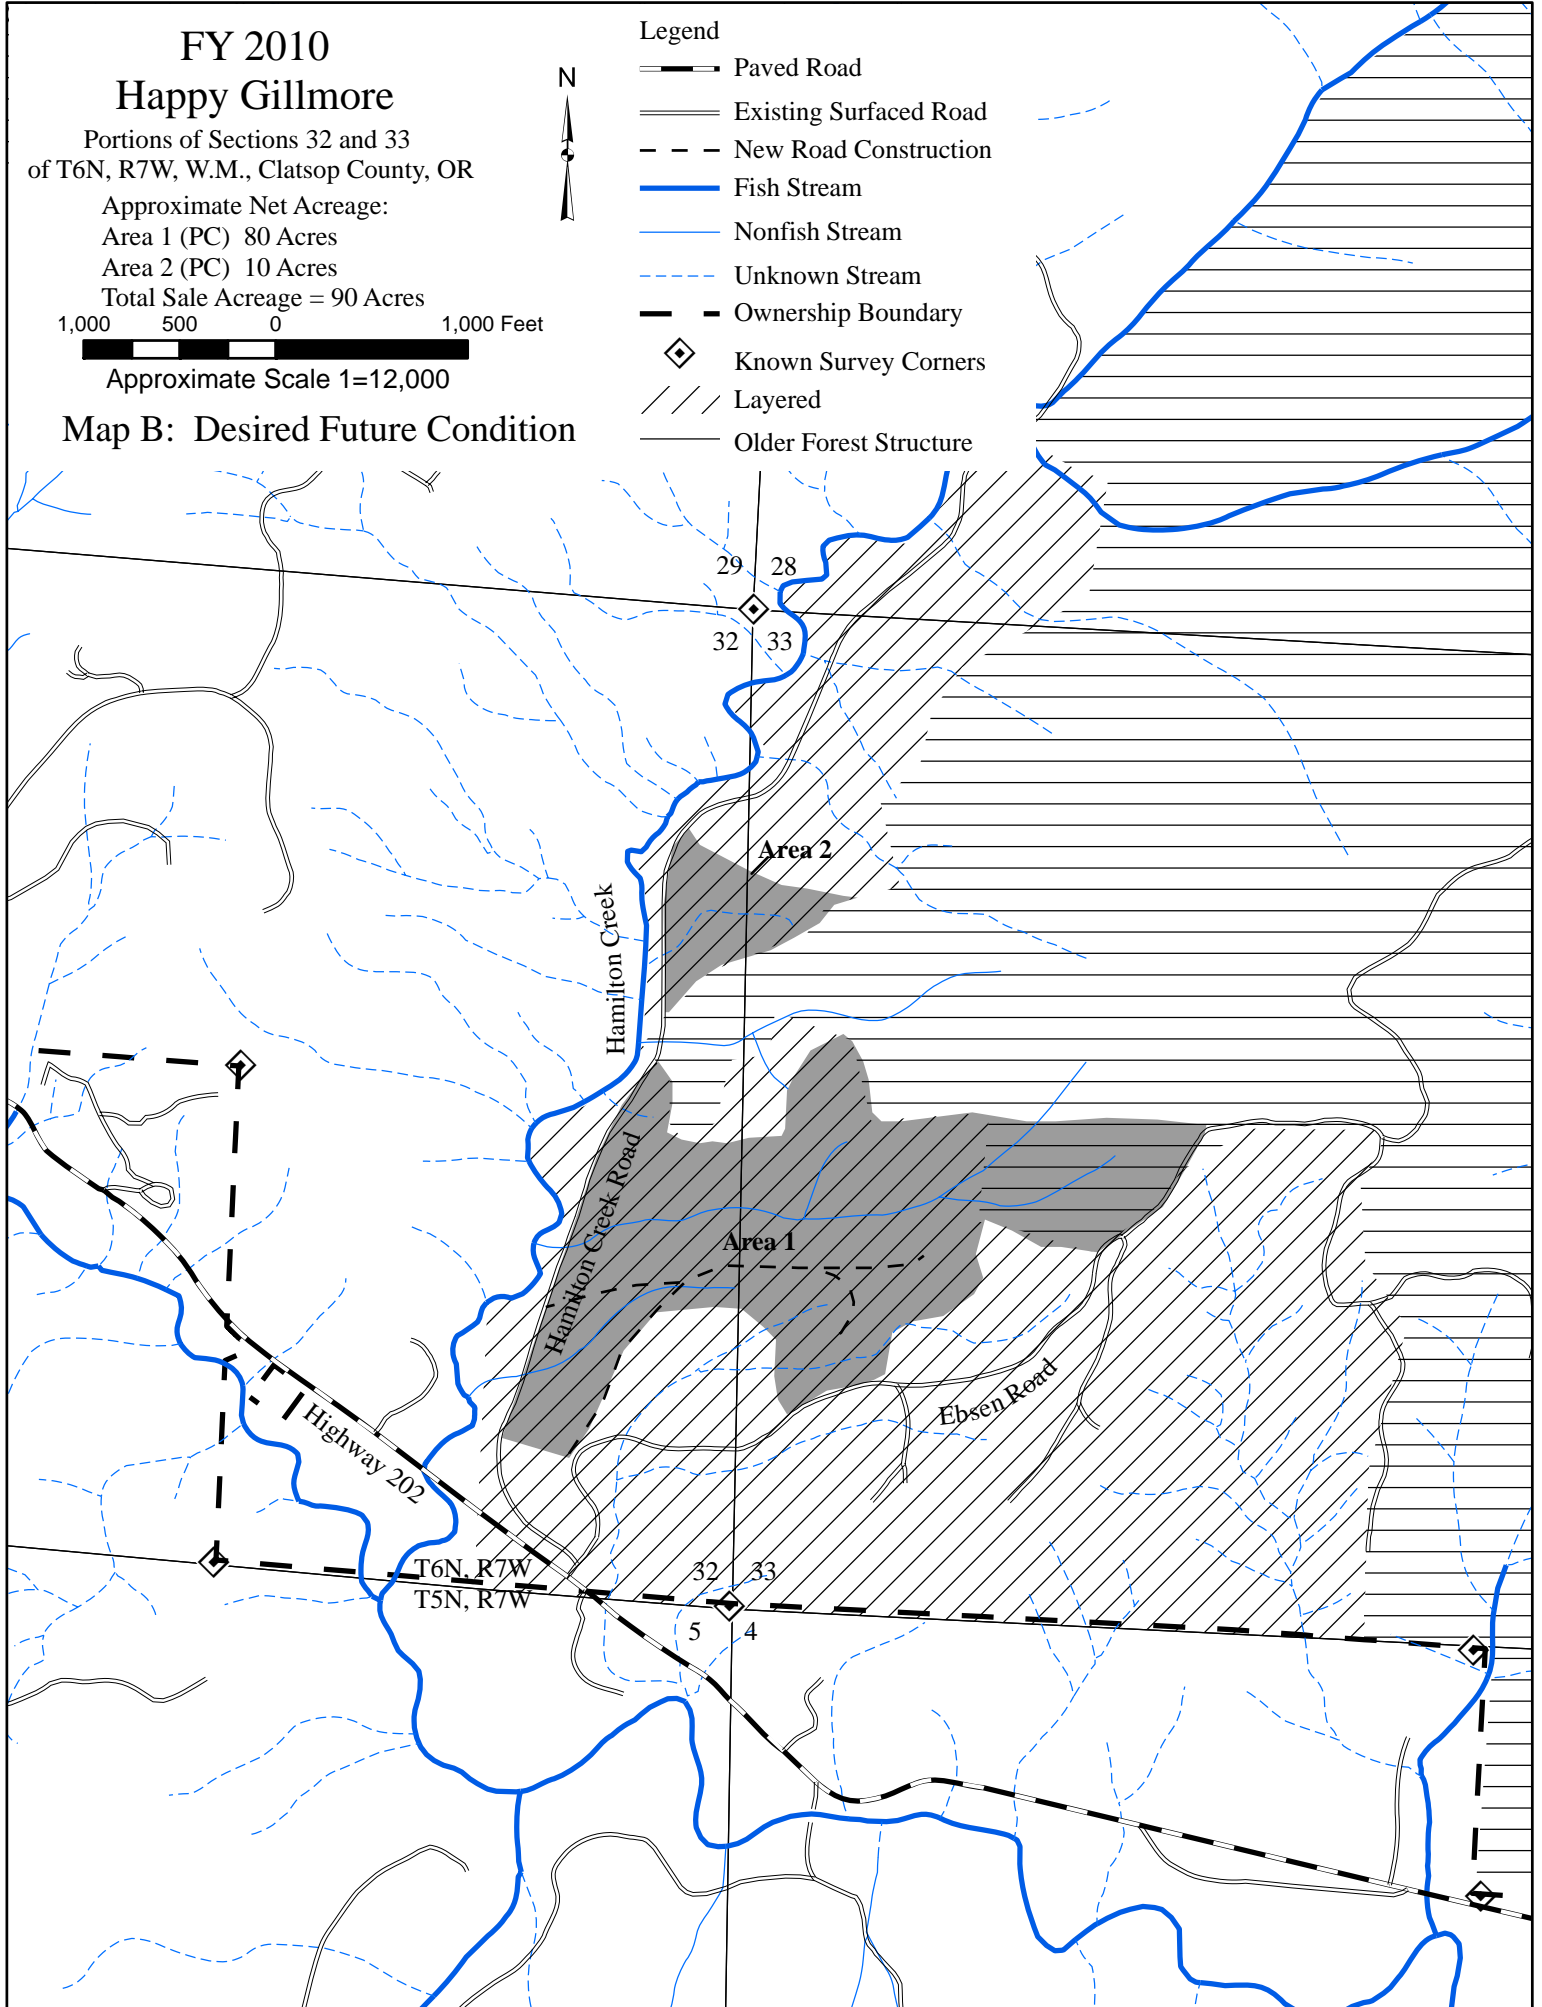 FY 2010
Happy Gillmore
Portions of Sections 32 and 33
of T6N, R7W, W.M., Clatsop County, OR
Approximate Net Acreage:
Area 1 (PC) 80 Acres
Area 2 (PC) 10 Acres
Total Sale Acreage = 90 Acres
1,000 500 0 1,000 Feet
Approximate Scale 1=12,000
Map B: Desired Future Condition
N
Legend
Paved Road
Existing Surfaced Road
New Road Construction
Fish Stream
Nonfish Stream
Unknown Stream
Ownership Boundary
Known Survey Corners
Layered
Older Forest Structure
29 28
32 33
Area 2
Hamilton Creek
Hamilton Creek Road
Area 1
Ebsen Road
Highway 202
T6N, R7W
T5N, R7W
32 33
5 4